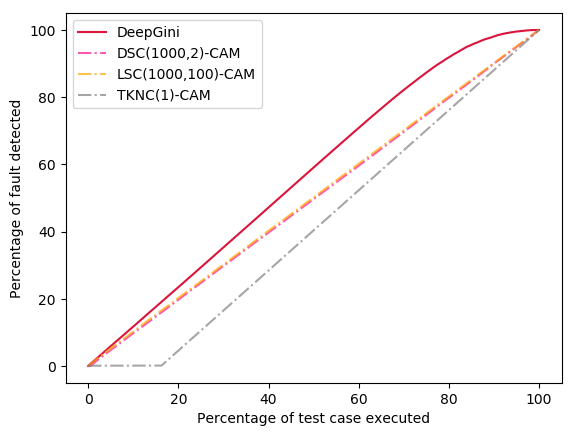 DeepGini
DSC(1000,2)-CAM
LSC(1000,100)-CAM
TKNC(1)-CAM
100
80
60
40
20
0
Percentage of fault detected
0 20 40 60 80 100
Percentage of test case executed